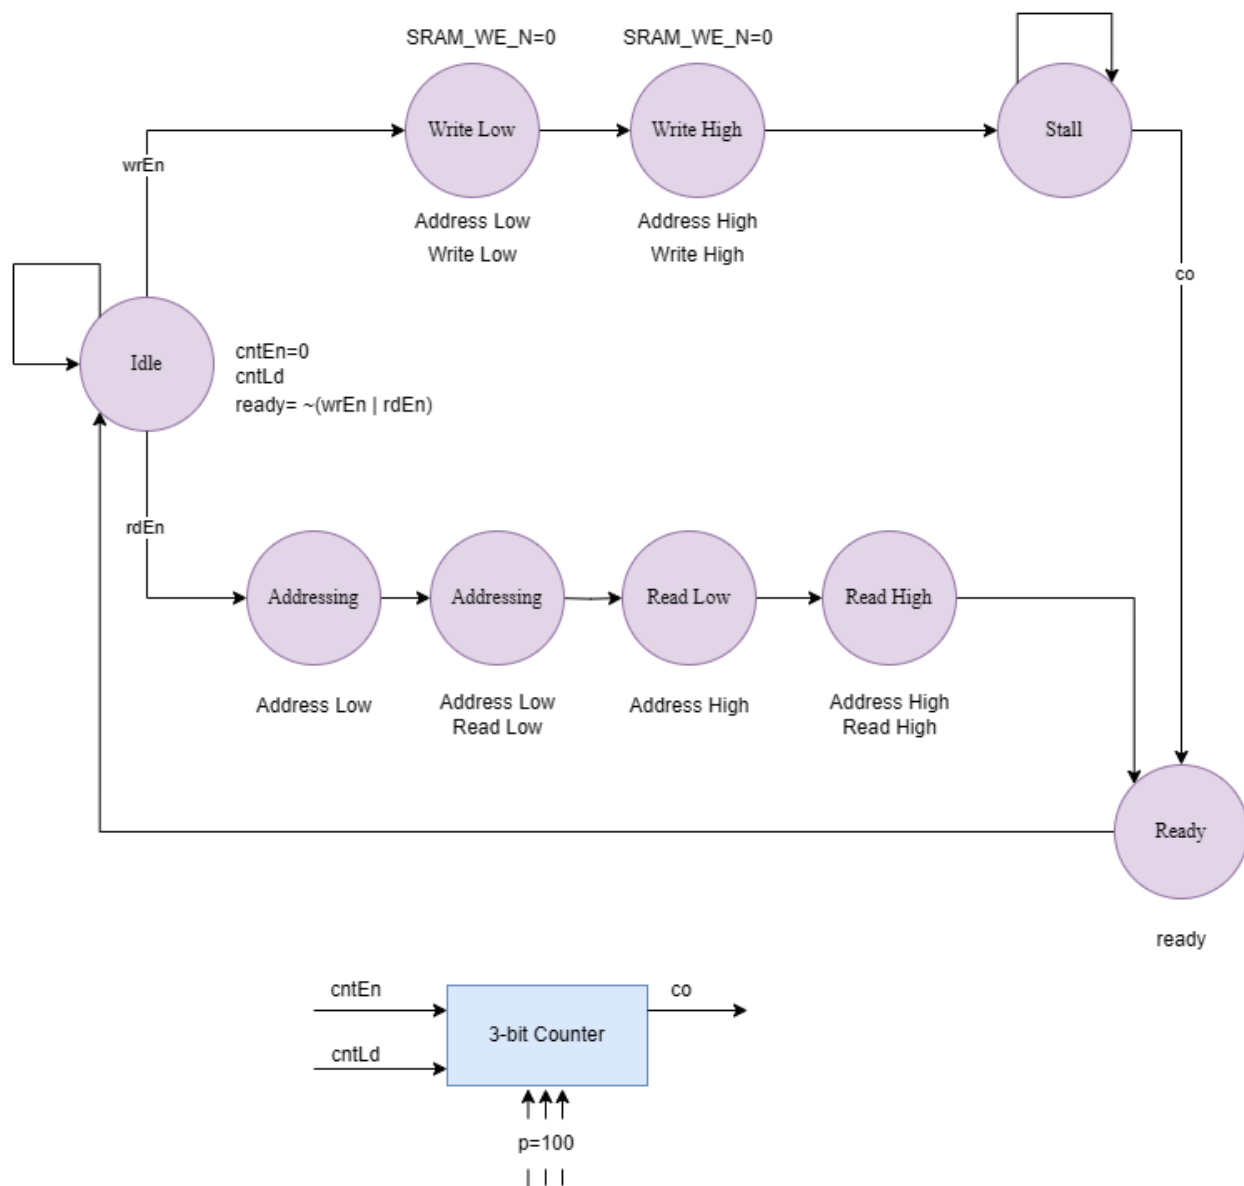 SRAM_WE_N=0
SRAM_WE_N=0
Write Low
Write High
Stall
wrEn
Address Low
Write Low
Address High
Write High
co
Idle
cntEn=0
cntLd
ready= ~(wrEn | rdEn)
rdEn
Addressing
Addressing
Read Low
Read High
Address Low
Address Low
Read Low
Address High
Address High
Read High
Ready
ready
cntEn
co
3-bit Counter
cntLd
p=100